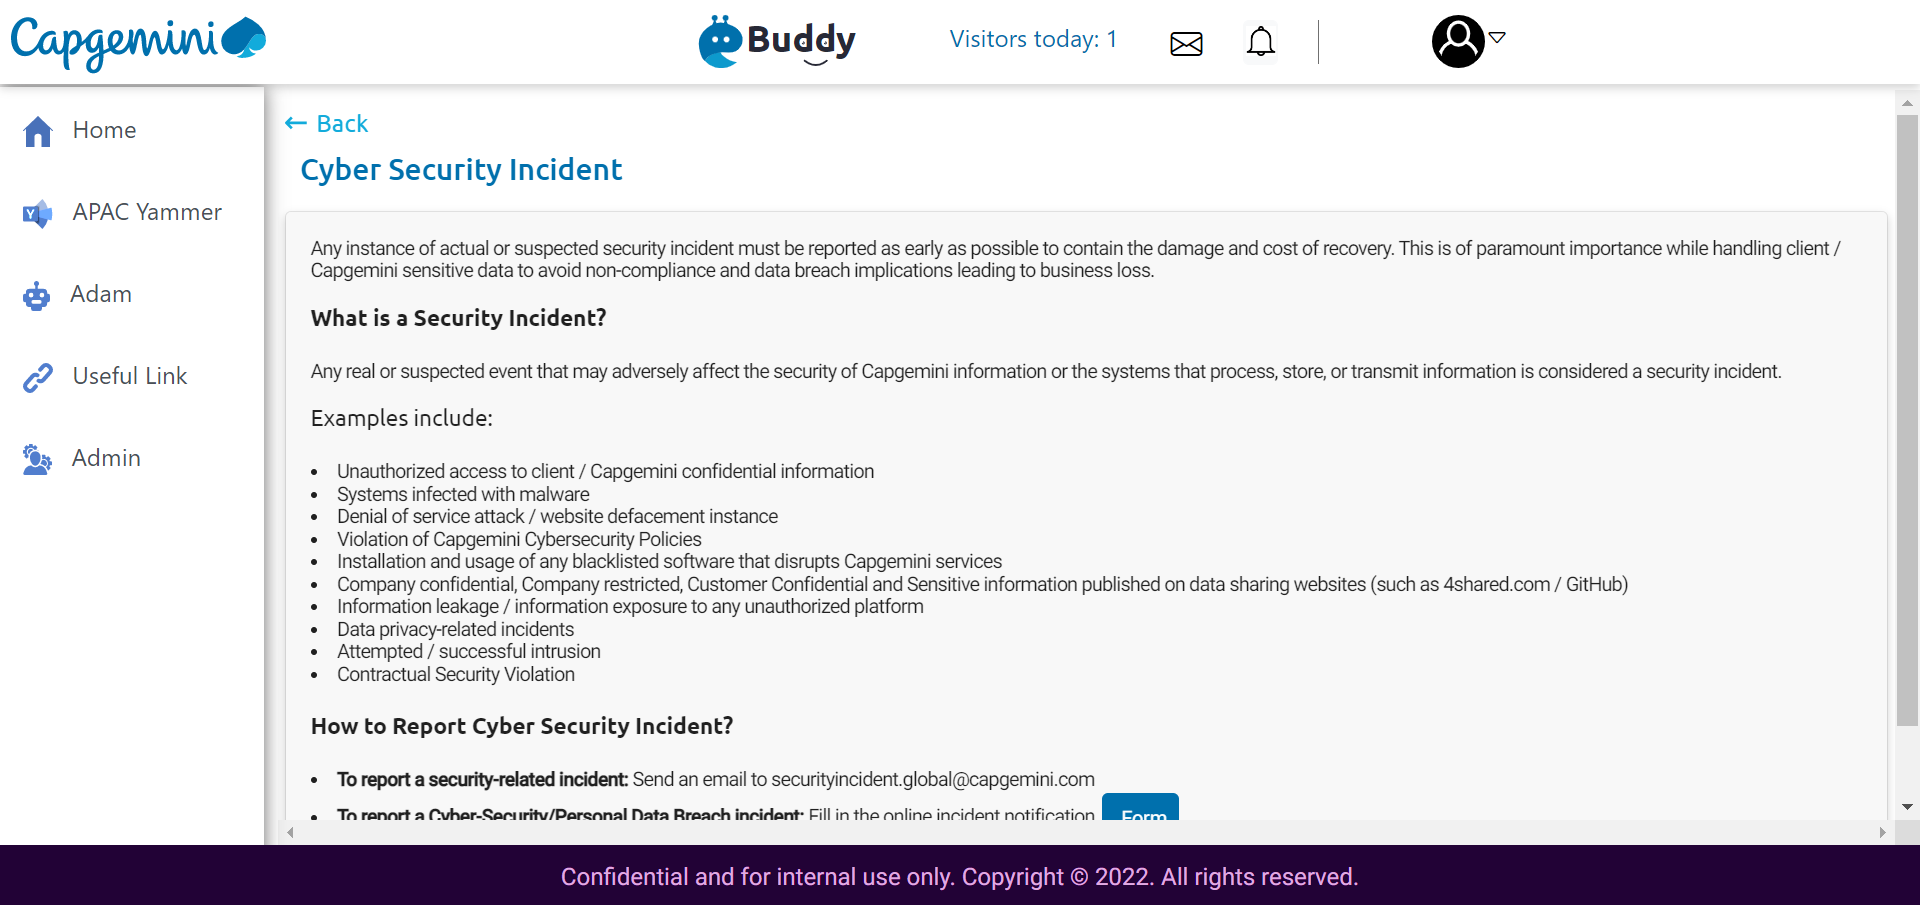 Capgemini
Buddy
Visitors today: 1
Home
APAC Yammer
Adam
Useful Link
Admin
← Back
Cyber Security Incident
Any instance of actual or suspected security incident must be reported as early as possible to contain the damage and cost of recovery. This is of paramount importance while handling client /
Capgemini sensitive data to avoid non-compliance and data breach implications leading to business loss.
What is a Security Incident?
Any real or suspected event that may adversely affect the security of Capgemini information or the systems that process, store, or transmit information is considered a security incident.
Examples include:
• Unauthorized access to client / Capgemini confidential information
• Systems infected with malware
• Denial of service attack / website defacement instance
• Violation of Capgemini Cybersecurity Policies
• Installation and usage of any blacklisted software that disrupts Capgemini services
• Company confidential, Company restricted, Customer Confidential and Sensitive information published on data sharing websites (such as 4shared.com / GitHub)
• Information leakage / information exposure to any unauthorized platform
• Data privacy-related incidents
• Attempted / successful intrusion
• Contractual Security Violation
How to Report Cyber Security Incident?
• To report a security-related incident: Send an email to securityincident.global@capgemini.com
• To report a Cyber-Security/Personal Data Breach incident: Fill in the online incident notification Form
Confidential and for internal use only. Copyright © 2022. All rights reserved.